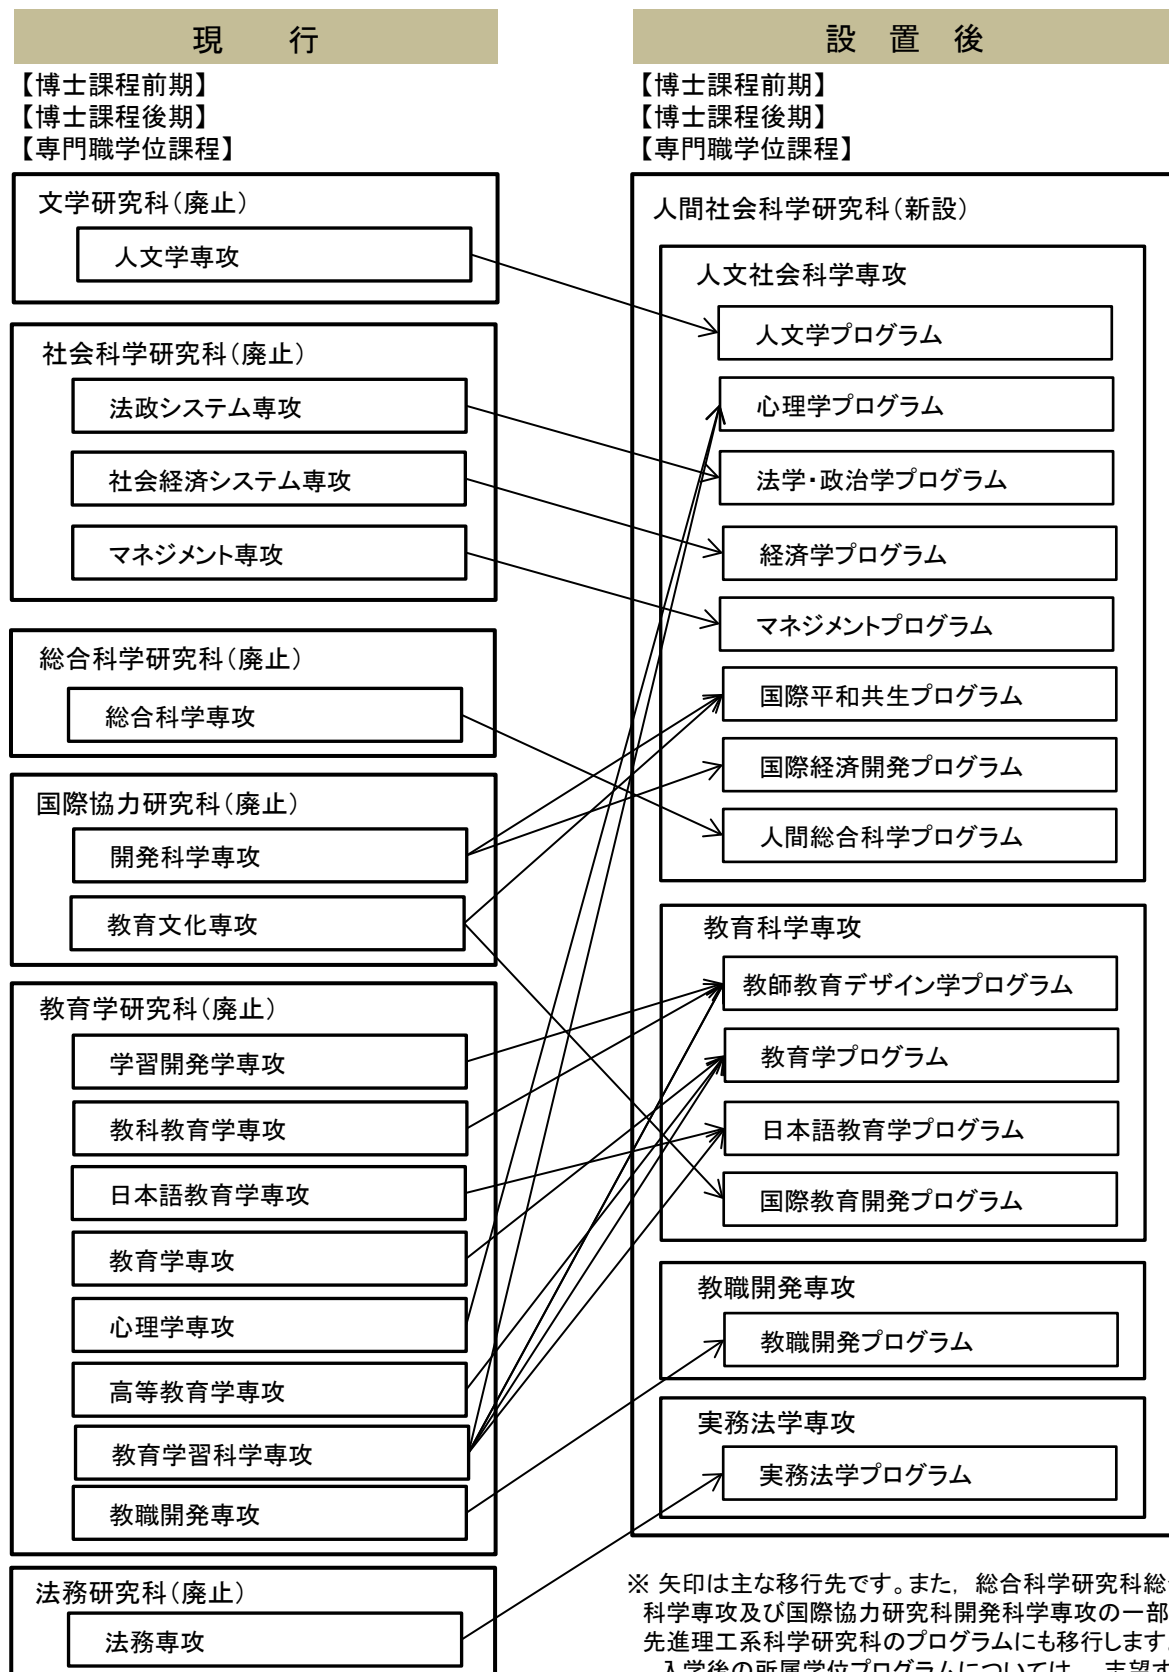 現　行
【博士課程前期】
【博士課程後期】
【専門職学位課程】
文学研究科(廃止)
人文学専攻
社会科学研究科(廃止)
法政システム専攻
社会経済システム専攻
マネジメント専攻
総合科学研究科(廃止)
総合科学専攻
国際協力研究科(廃止)
開発科学専攻
教育文化専攻
教育学研究科(廃止)
学習開発学専攻
教科教育学専攻
日本語教育学専攻
教育学専攻
心理学専攻
高等教育学専攻
教育学習科学専攻
教職開発専攻
法務研究科(廃止)
法務専攻
設　置　後
【博士課程前期】
【博士課程後期】
【専門職学位課程】
人間社会科学研究科(新設)
人文社会科学専攻
人文学プログラム
心理学プログラム
法学・政治学プログラム
経済学プログラム
マネジメントプログラム
国際平和共生プログラム
国際経済開発プログラム
人間総合科学プログラム
教育科学専攻
教師教育デザイン学プログラム
教育学プログラム
日本語教育学プログラム
国際教育開発プログラム
教職開発専攻
教職開発プログラム
実務法学専攻
実務法学プログラム
※ 矢印は主な移行先です。また，総合科学研究科総
科学専攻及び国際協力研究科開発科学専攻の一部
先進理工系科学研究科のプログラムにも移行します
入学後の所属学位プログラムについては，志望す